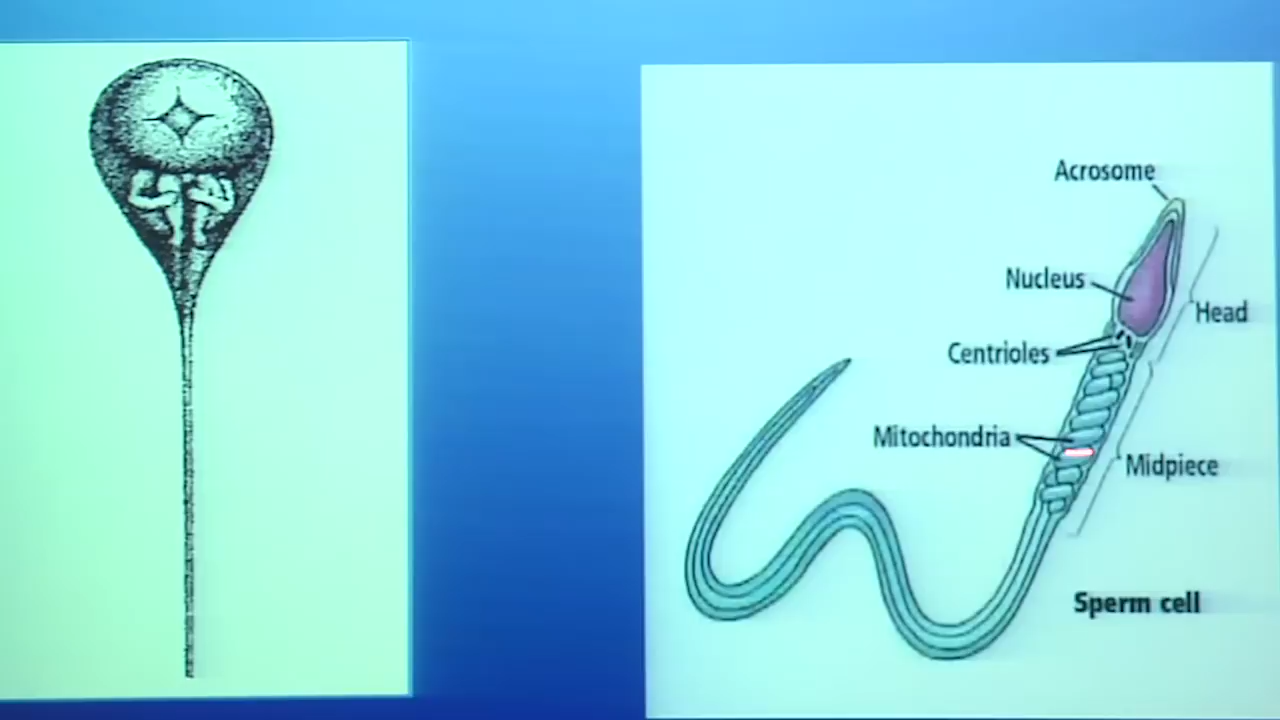 Acrosome
Nucleus
Head
Centrioles
Mitochondria
Midpiece
Sperm cell